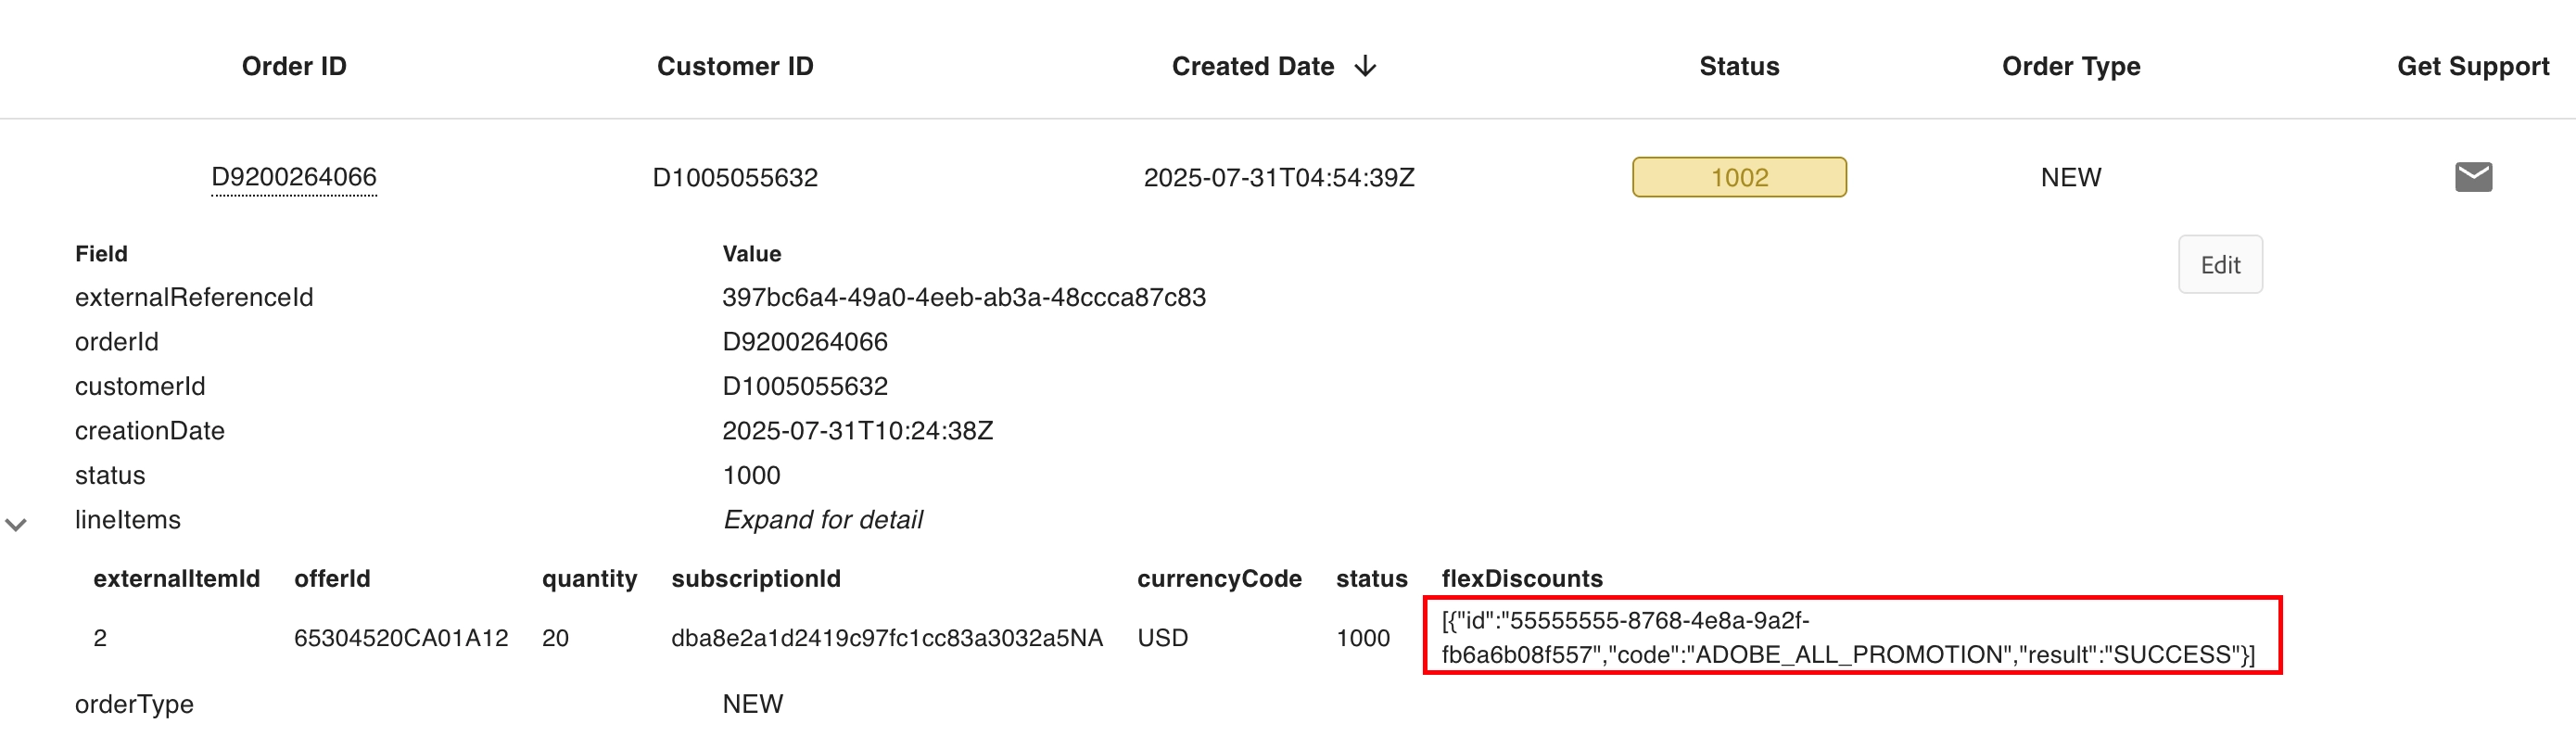 Order ID Customer ID Created Date Status Order Type Get Support
D9200264066 D1005055632 2025-07-31T04:54:39Z 1002 NEW
Field Value Edit
externalReferenceId 397bc6a4-49a0-4eeb-ab3a-48ccca87c83
orderId D9200264066
customerId D1005055632
creationDate 2025-07-31T10:24:38Z
status 1000
lineItems Expand for detail
externalItemId offerId quantity subscriptionId currencyCode status flexDiscounts
2 65304520CA01A12 20 dba8e2a1d2419c97fc1cc83a3032a5NA USD 1000 [{"id":"55555555-8768-4e8a-9a2f-
fb6a6b08f557","code":"ADOBE_ALL_PROMOTION","result":"SUCCESS"}]
orderType NEW